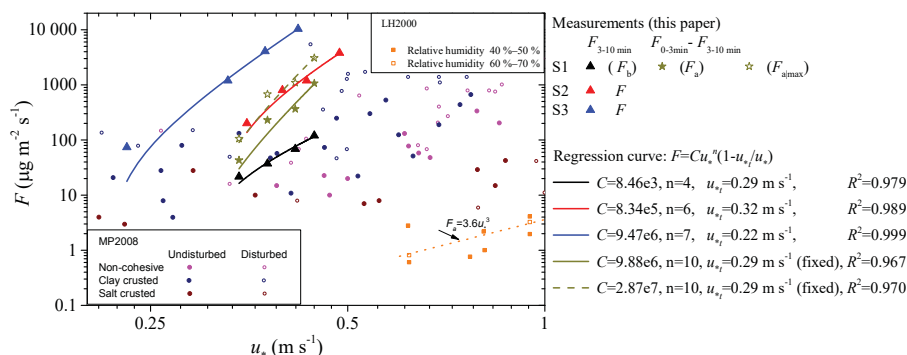 10 000
1000
100
10
1
0.1
F (μg m⁻² s⁻¹)
0.25
0.5
1
u* (m s⁻¹)
LH2000
Relative humidity 40 %–50 %
Relative humidity 60 %–70 %
Fₐ=3.6u*³
MP2008
Undisturbed Disturbed
Non-cohesive
Clay crusted
Salt crusted
Measurements (this paper)
F₃₋₁₀ min F₀₋₃min - F₃₋₁₀ min
S1 (F_b) (Fₐ) (Fₐ|max)
S2 F
S3 F
Regression curve: F=Cu*ⁿ(1-u*ₜ/u*)
C=8.46e3, n=4, u*ₜ=0.29 m s⁻¹, R²=0.979
C=8.34e5, n=6, u*ₜ=0.32 m s⁻¹, R²=0.989
C=9.47e6, n=7, u*ₜ=0.22 m s⁻¹, R²=0.999
C=9.88e6, n=10, u*ₜ=0.29 m s⁻¹ (fixed), R²=0.967
C=2.87e7, n=10, u*ₜ=0.29 m s⁻¹ (fixed), R²=0.970